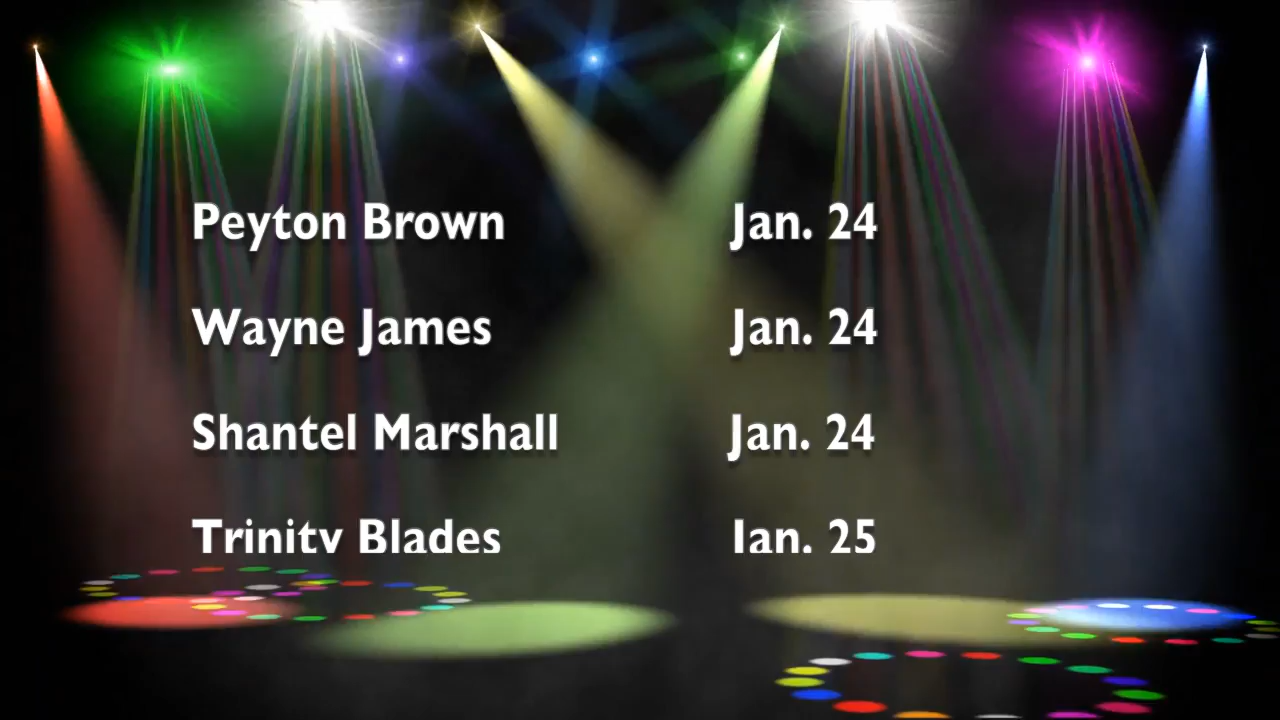 Peyton Brown Jan. 24
Wayne James Jan. 24
Shantel Marshall Jan. 24
Trinity Blades Jan. 25